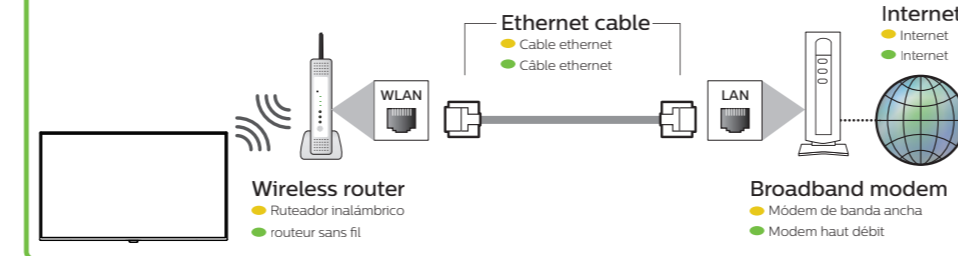 Ethernet cable
Cable ethernet
Câble ethernet
Internet
Internet
Internet
WLAN
LAN
Wireless router
Ruteador inalámbrico
routeur sans fil
Broadband modem
Módem de banda ancha
Modem haut débit